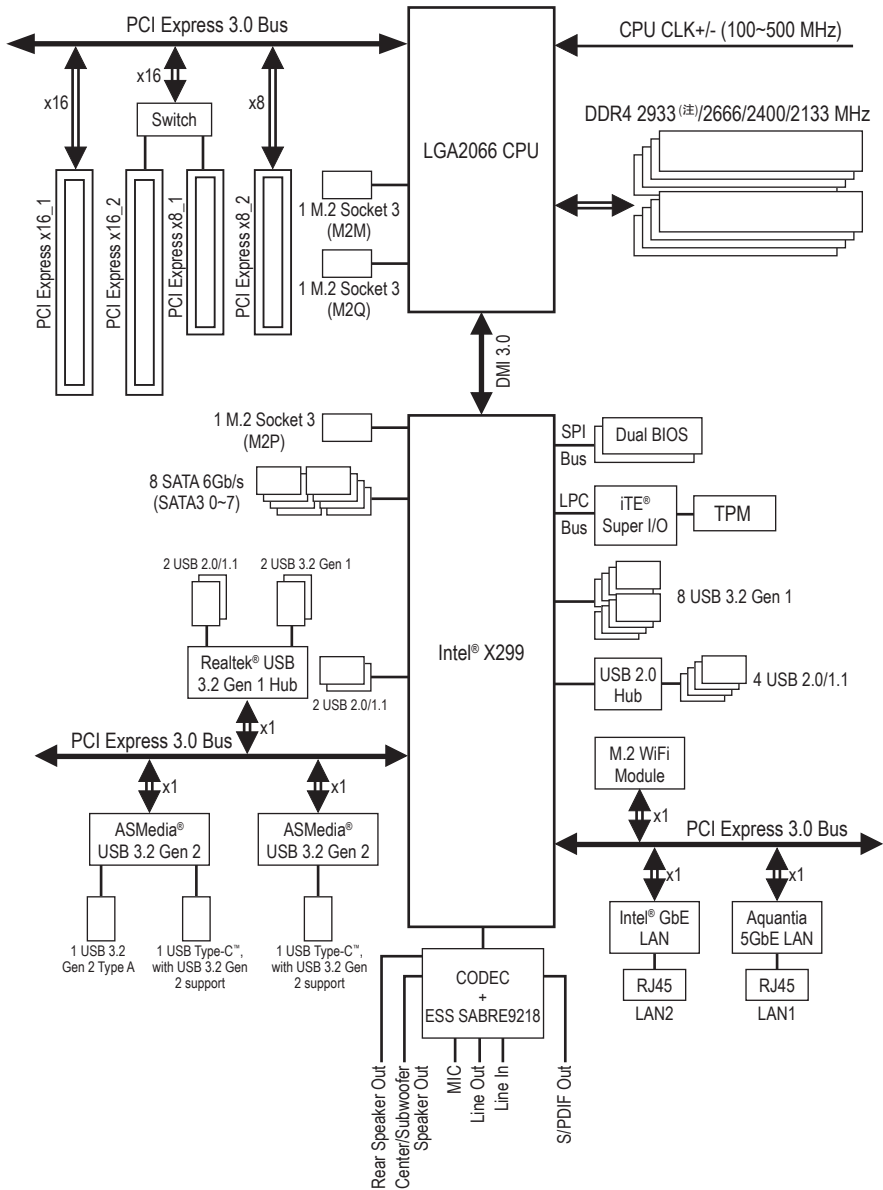 PCI Express 3.0 Bus
CPU CLK+/- (100~500 MHz)
x16
x16
x8
Switch
LGA2066 CPU
DDR4 2933 (注)/2666/2400/2133 MHz
PCI Express x16_1
PCI Express x16_2
PCI Express x8_1
PCI Express x8_2
1 M.2 Socket 3
(M2M)
1 M.2 Socket 3
(M2Q)
DMI 3.0
1 M.2 Socket 3
(M2P)
8 SATA 6Gb/s
(SATA3 0~7)
SPI
Bus
Dual BIOS
LPC
Bus
iTE®
Super I/O
TPM
2 USB 2.0/1.1
2 USB 3.2 Gen 1
8 USB 3.2 Gen 1
Intel® X299
Realtek® USB
3.2 Gen 1 Hub
2 USB 2.0/1.1
USB 2.0
Hub
4 USB 2.0/1.1
x1
PCI Express 3.0 Bus
x1
x1
M.2 WiFi
Module
x1
PCI Express 3.0 Bus
ASMedia®
USB 3.2 Gen 2
ASMedia®
USB 3.2 Gen 2
x1
x1
1 USB 3.2
Gen 2 Type A
1 USB Type-C™,
with USB 3.2 Gen
2 support
1 USB Type-C™,
with USB 3.2 Gen
2 support
Intel® GbE
LAN
Aquantia
5GbE LAN
RJ45
LAN2
RJ45
LAN1
CODEC
+
ESS SABRE9218
Rear Speaker Out
Center/Subwoofer
Speaker Out
MIC
Line Out
Line In
S/PDIF Out